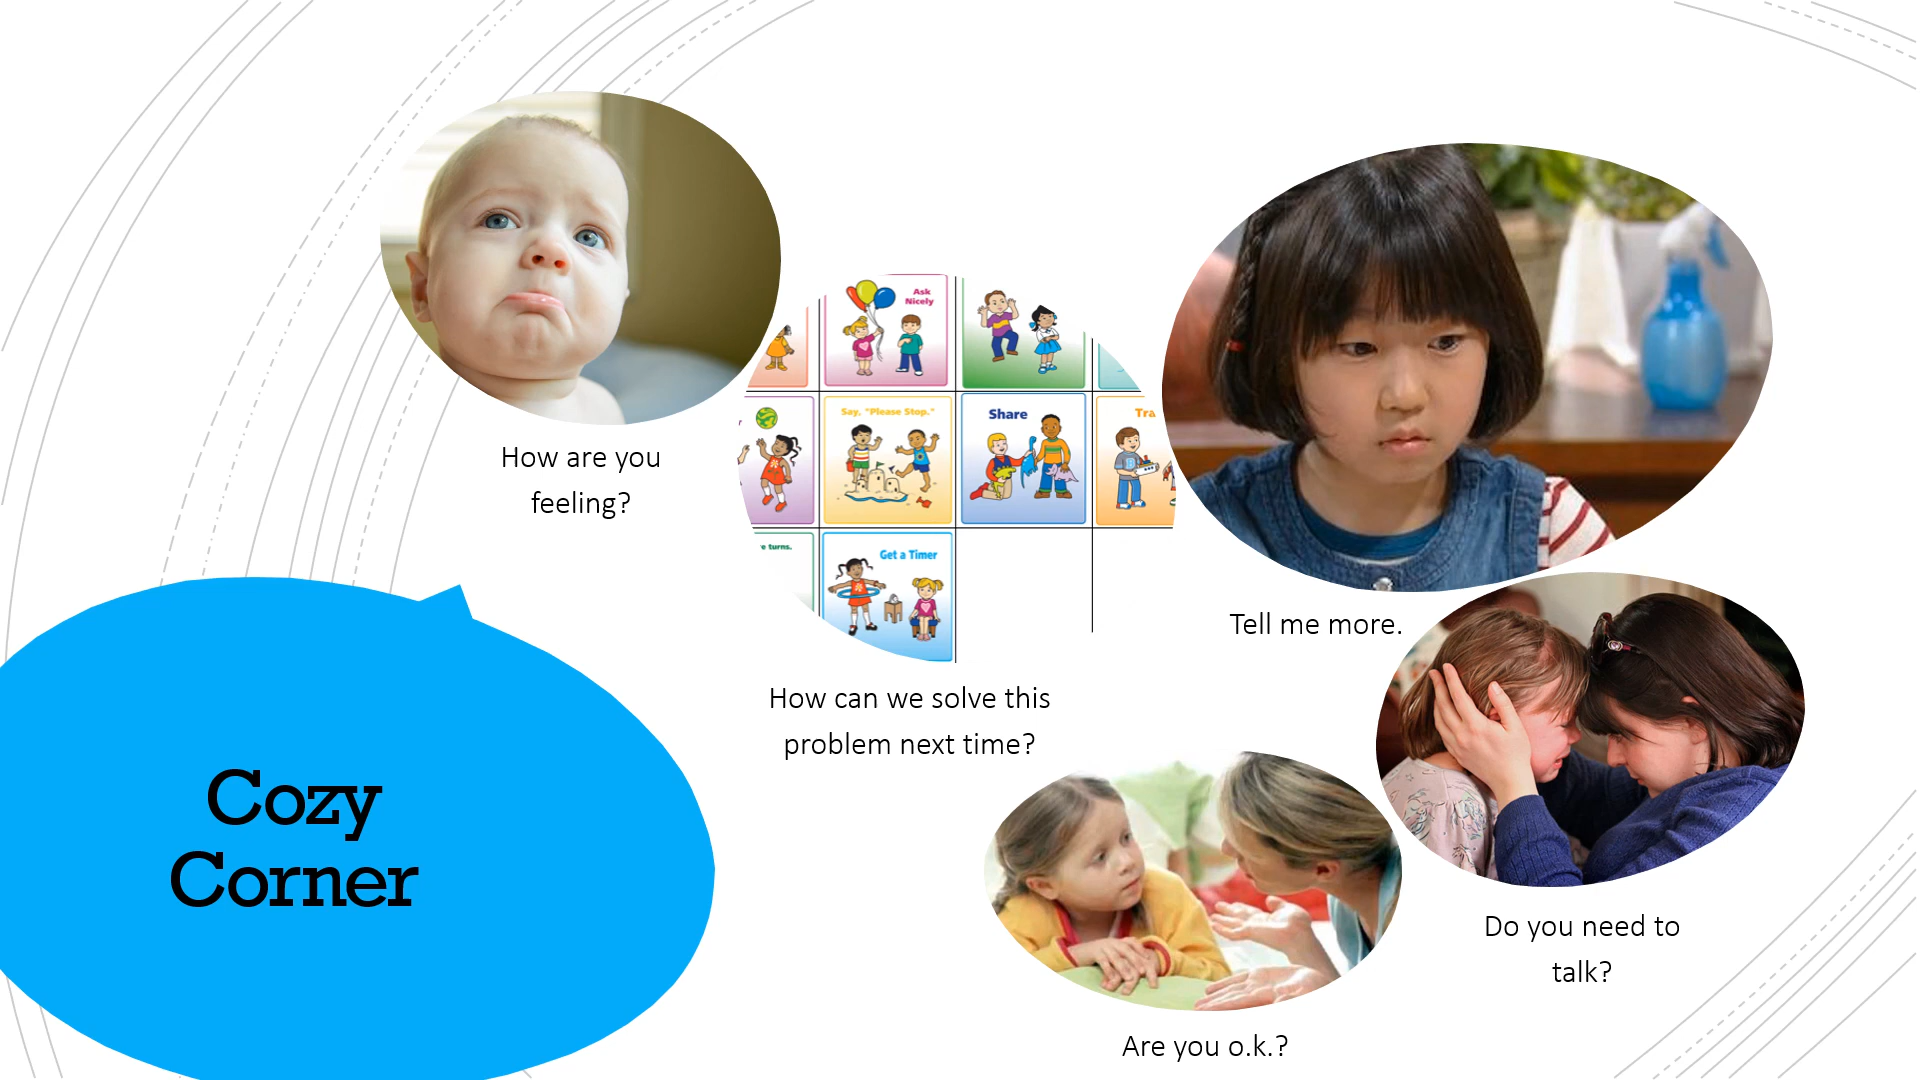 How are you
feeling?
Ask
Nicely
Say, "Please Stop."
Share
Tra
e turns.
Get a Timer
How can we solve this
problem next time?
Tell me more.
Do you need to
talk?
Are you o.k.?
Cozy
Corner